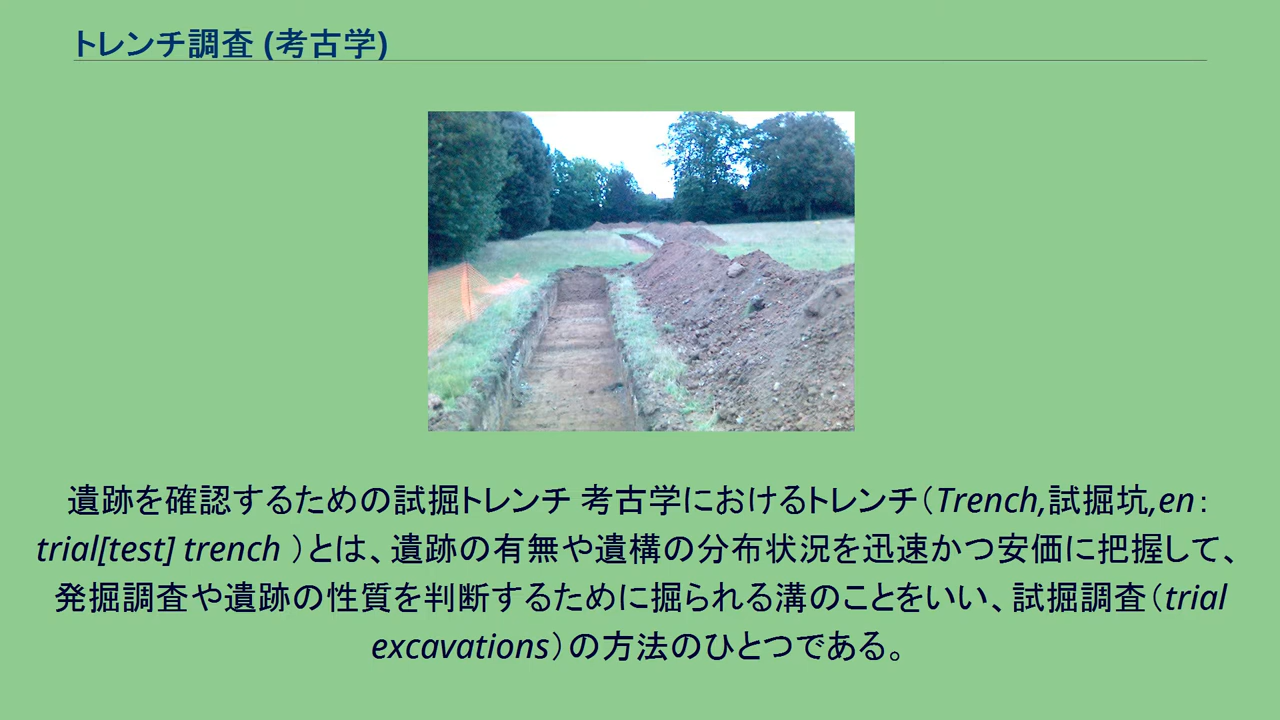 トレンチ調査 (考古学)
遺跡を確認するための試掘トレンチ 考古学におけるトレンチ（Trench,試掘坑,en：
trial[test] trench ）とは、遺跡の有無や遺構の分布状況を迅速かつ安価に把握して、
発掘調査や遺跡の性質を判断するために掘られる溝のことをいい、試掘調査（trial
excavations）の方法のひとつである。